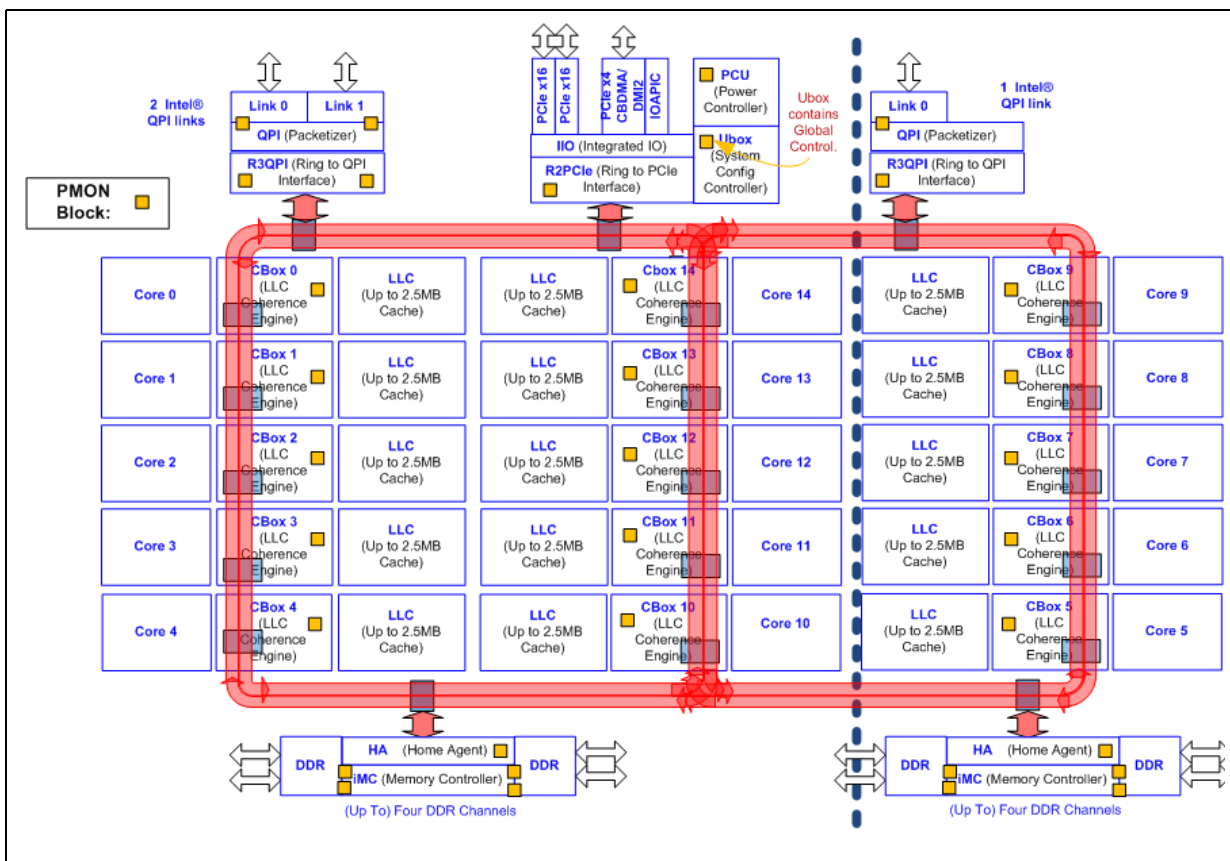 2 Intel®
QPI links
Link 0
Link 1
QPI (Packetizer)
R3QPI (Ring to QPI
Interface)
PMON
Block:
PCIe x16
PCIe x16
PCIe x4
CBDMA/
DMI2
IOAPIC
IIO (Integrated IO)
R2PCIe (Ring to PCIe
Interface)
PCU
(Power
Controller)
Ubox
(System
Config
Controller)
Ubox
contains
Global
Control.
1 Intel®
QPI link
Link 0
QPI (Packetizer)
R3QPI (Ring to QPI
Interface)
Core 0
CBox 0
(LLC
Coherence
Engine)
LLC
(Up to 2.5MB
Cache)
LLC
(Up to 2.5MB
Cache)
Cbox 14
(LLC
Coherence
Engine)
Core 14
LLC
(Up to 2.5MB
Cache)
CBox 9
(LLC
Coherence
Engine)
Core 9
Core 1
CBox 1
(LLC
Coherence
Engine)
LLC
(Up to 2.5MB
Cache)
LLC
(Up to 2.5MB
Cache)
CBox 13
(LLC
Coherence
Engine)
Core 13
LLC
(Up to 2.5MB
Cache)
CBox 8
(LLC
Coherence
Engine)
Core 8
Core 2
CBox 2
(LLC
Coherence
Engine)
LLC
(Up to 2.5MB
Cache)
LLC
(Up to 2.5MB
Cache)
CBox 12
(LLC
Coherence
Engine)
Core 12
LLC
(Up to 2.5MB
Cache)
CBox 7
(LLC
Coherence
Engine)
Core 7
Core 3
CBox 3
(LLC
Coherence
Engine)
LLC
(Up to 2.5MB
Cache)
LLC
(Up to 2.5MB
Cache)
CBox 11
(LLC
Coherence
Engine)
Core 11
LLC
(Up to 2.5MB
Cache)
CBox 6
(LLC
Coherence
Engine)
Core 6
Core 4
CBox 4
(LLC
Coherence
Engine)
LLC
(Up to 2.5MB
Cache)
LLC
(Up to 2.5MB
Cache)
CBox 10
(LLC
Coherence
Engine)
Core 10
LLC
(Up to 2.5MB
Cache)
CBox 5
(LLC
Coherence
Engine)
Core 5
DDR
HA (Home Agent)
iMC (Memory Controller)
DDR
(Up To) Four DDR Channels
DDR
HA (Home Agent)
iMC (Memory Controller)
DDR
(Up To) Four DDR Channels